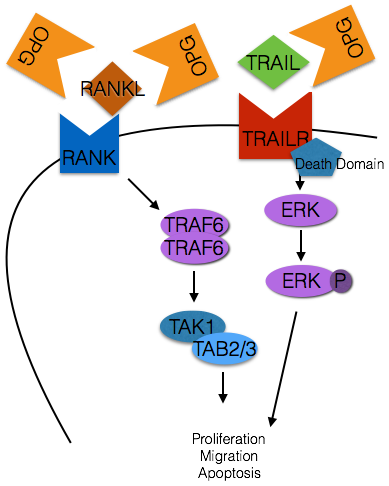 OPG
OPG
OPG
RANKL
TRAIL
RANK
TRAILR
Death Domain
TRAF6
TRAF6
ERK
ERK
P
TAK1
TAB2/3
Proliferation
Migration
Apoptosis